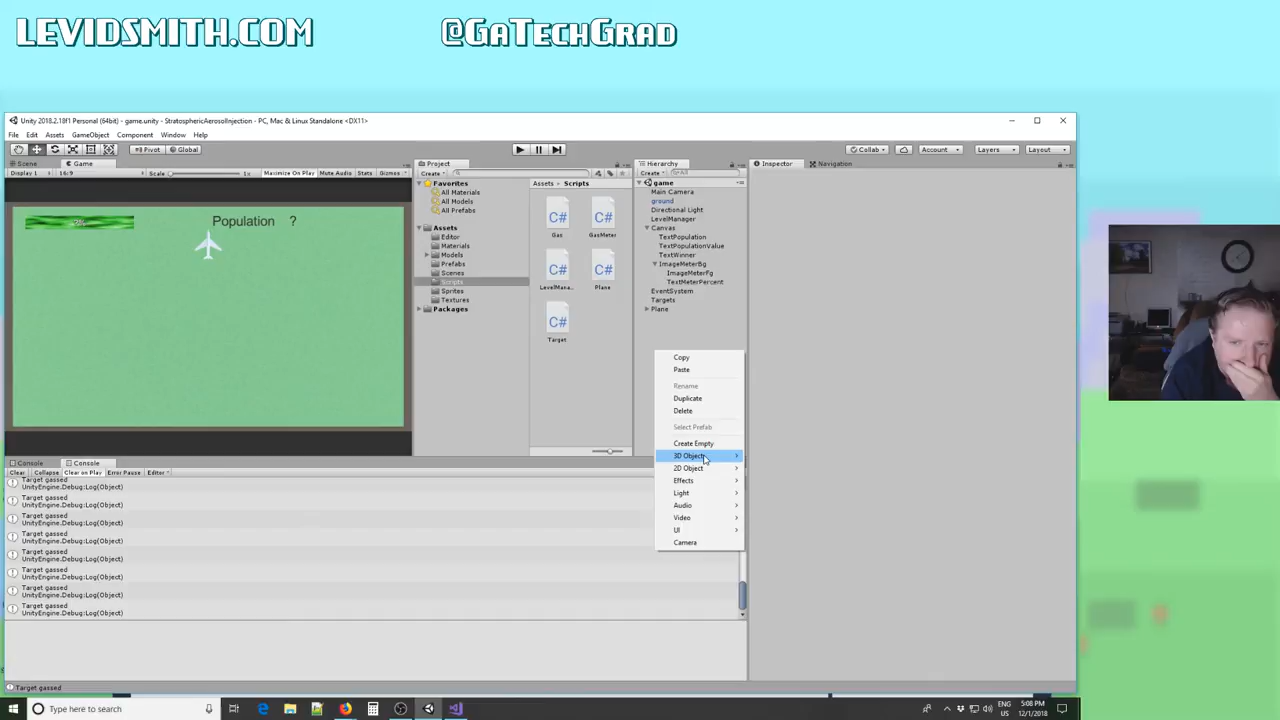 LEVIDSMITH.COM @GATECHGRAD
Unity 2018.2.18f1 Personal (64bit) - game.unity - StratosphericAerosolInjection - PC, Mac & Linux Standalone <DX11>
File Edit Assets GameObject Component Window Help
Pivot Global Collab Account Layers Layout
Scene Game Project Hierarchy Inspector Navigation
Display 1 16:9 Scale 1x Maximize On Play Mute Audio Stats Gizmos Create Create All
Favorites
All Materials
All Models
All Prefabs
Assets
Editor
Materials
Models
Prefabs
Scenes
Scripts
Sprites
Textures
Packages
Assets Scripts
Gas GasMeter
LevelMana... Plane
Target
game
Main Camera
ground
Directional Light
LevelManager
Canvas
TextPopulation
TextPopulationValue
TextWinner
ImageMeterBg
ImageMeterFg
TextMeterPercent
EventSystem
Targets
Plane
Population ?
Copy
Paste
Rename
Duplicate
Delete
Select Prefab
Create Empty
3D Object
2D Object
Effects
Light
Audio
Video
UI
Camera
Console Console
Clear Collapse Clear on Play Error Pause Editor
Target gassed
UnityEngine.Debug:Log(Object)
Target gassed
UnityEngine.Debug:Log(Object)
Target gassed
UnityEngine.Debug:Log(Object)
Target gassed
UnityEngine.Debug:Log(Object)
Target gassed
UnityEngine.Debug:Log(Object)
Target gassed
UnityEngine.Debug:Log(Object)
Target gassed
UnityEngine.Debug:Log(Object)
Target gassed
UnityEngine.Debug:Log(Object)
Target gassed
Type here to search
ENG 5:08 PM
US 12/1/2018